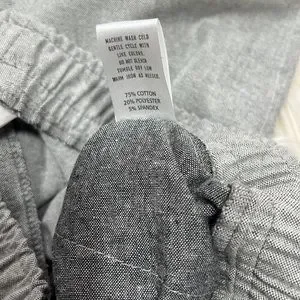 MACHINE WASH COLD
GENTLE CYCLE WITH
LIKE COLORS.
DO NOT BLEACH
TUMBLE DRY LOW
WARM IRON AS NEEDED.
75% COTTON
20% POLYESTER
5% SPANDEX